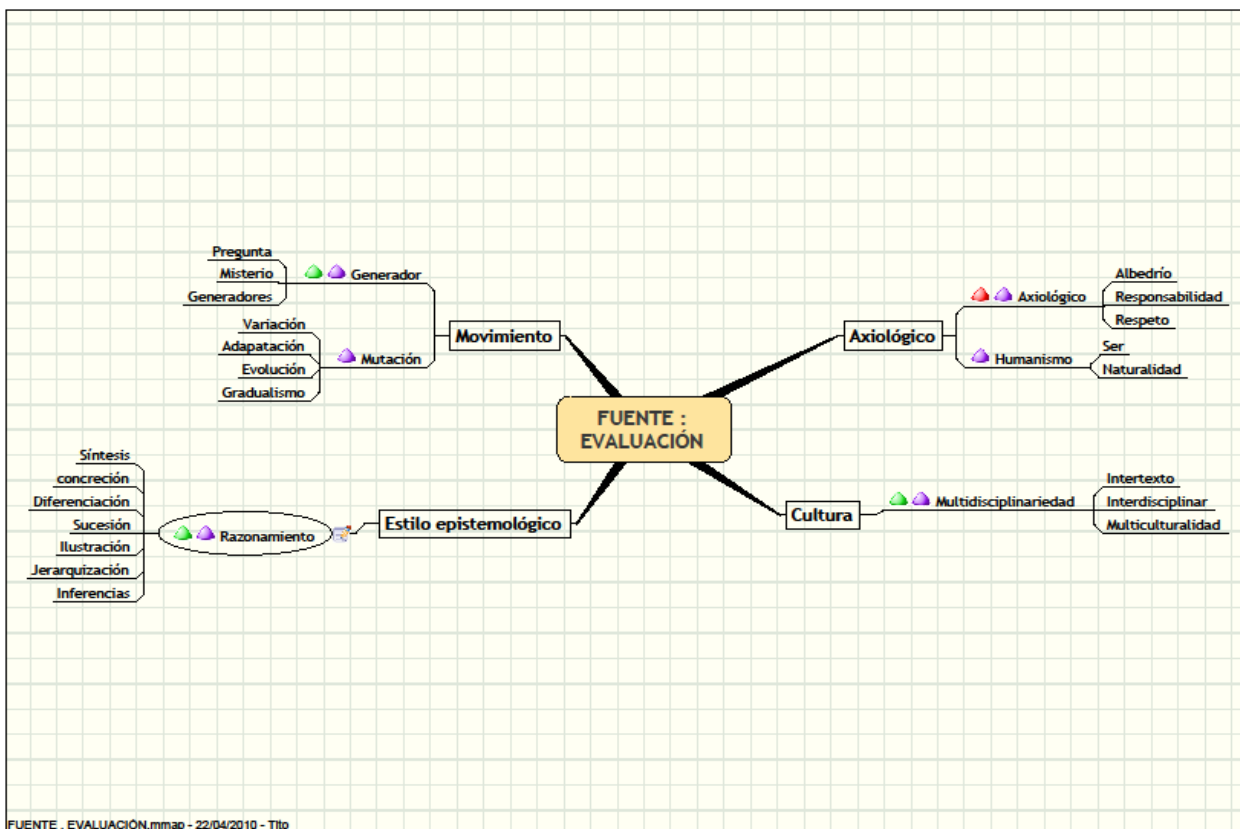 FUENTE :
EVALUACIÓN
Movimiento
Generador
Pregunta
Misterio
Generadores
Mutación
Variación
Adapatación
Evolución
Gradualismo
Estilo epistemológico
Razonamiento
Síntesis
concreción
Diferenciación
Sucesión
Ilustración
Jerarquización
Inferencias
Axiológico
Axiológico
Albedrío
Responsabilidad
Respeto
Humanismo
Ser
Naturalidad
Cultura
Multidisciplinariedad
Intertexto
Interdisciplinar
Multiculturalidad
FUENTE . EVALUACIÓN.mmap - 22/04/2010 - Tito